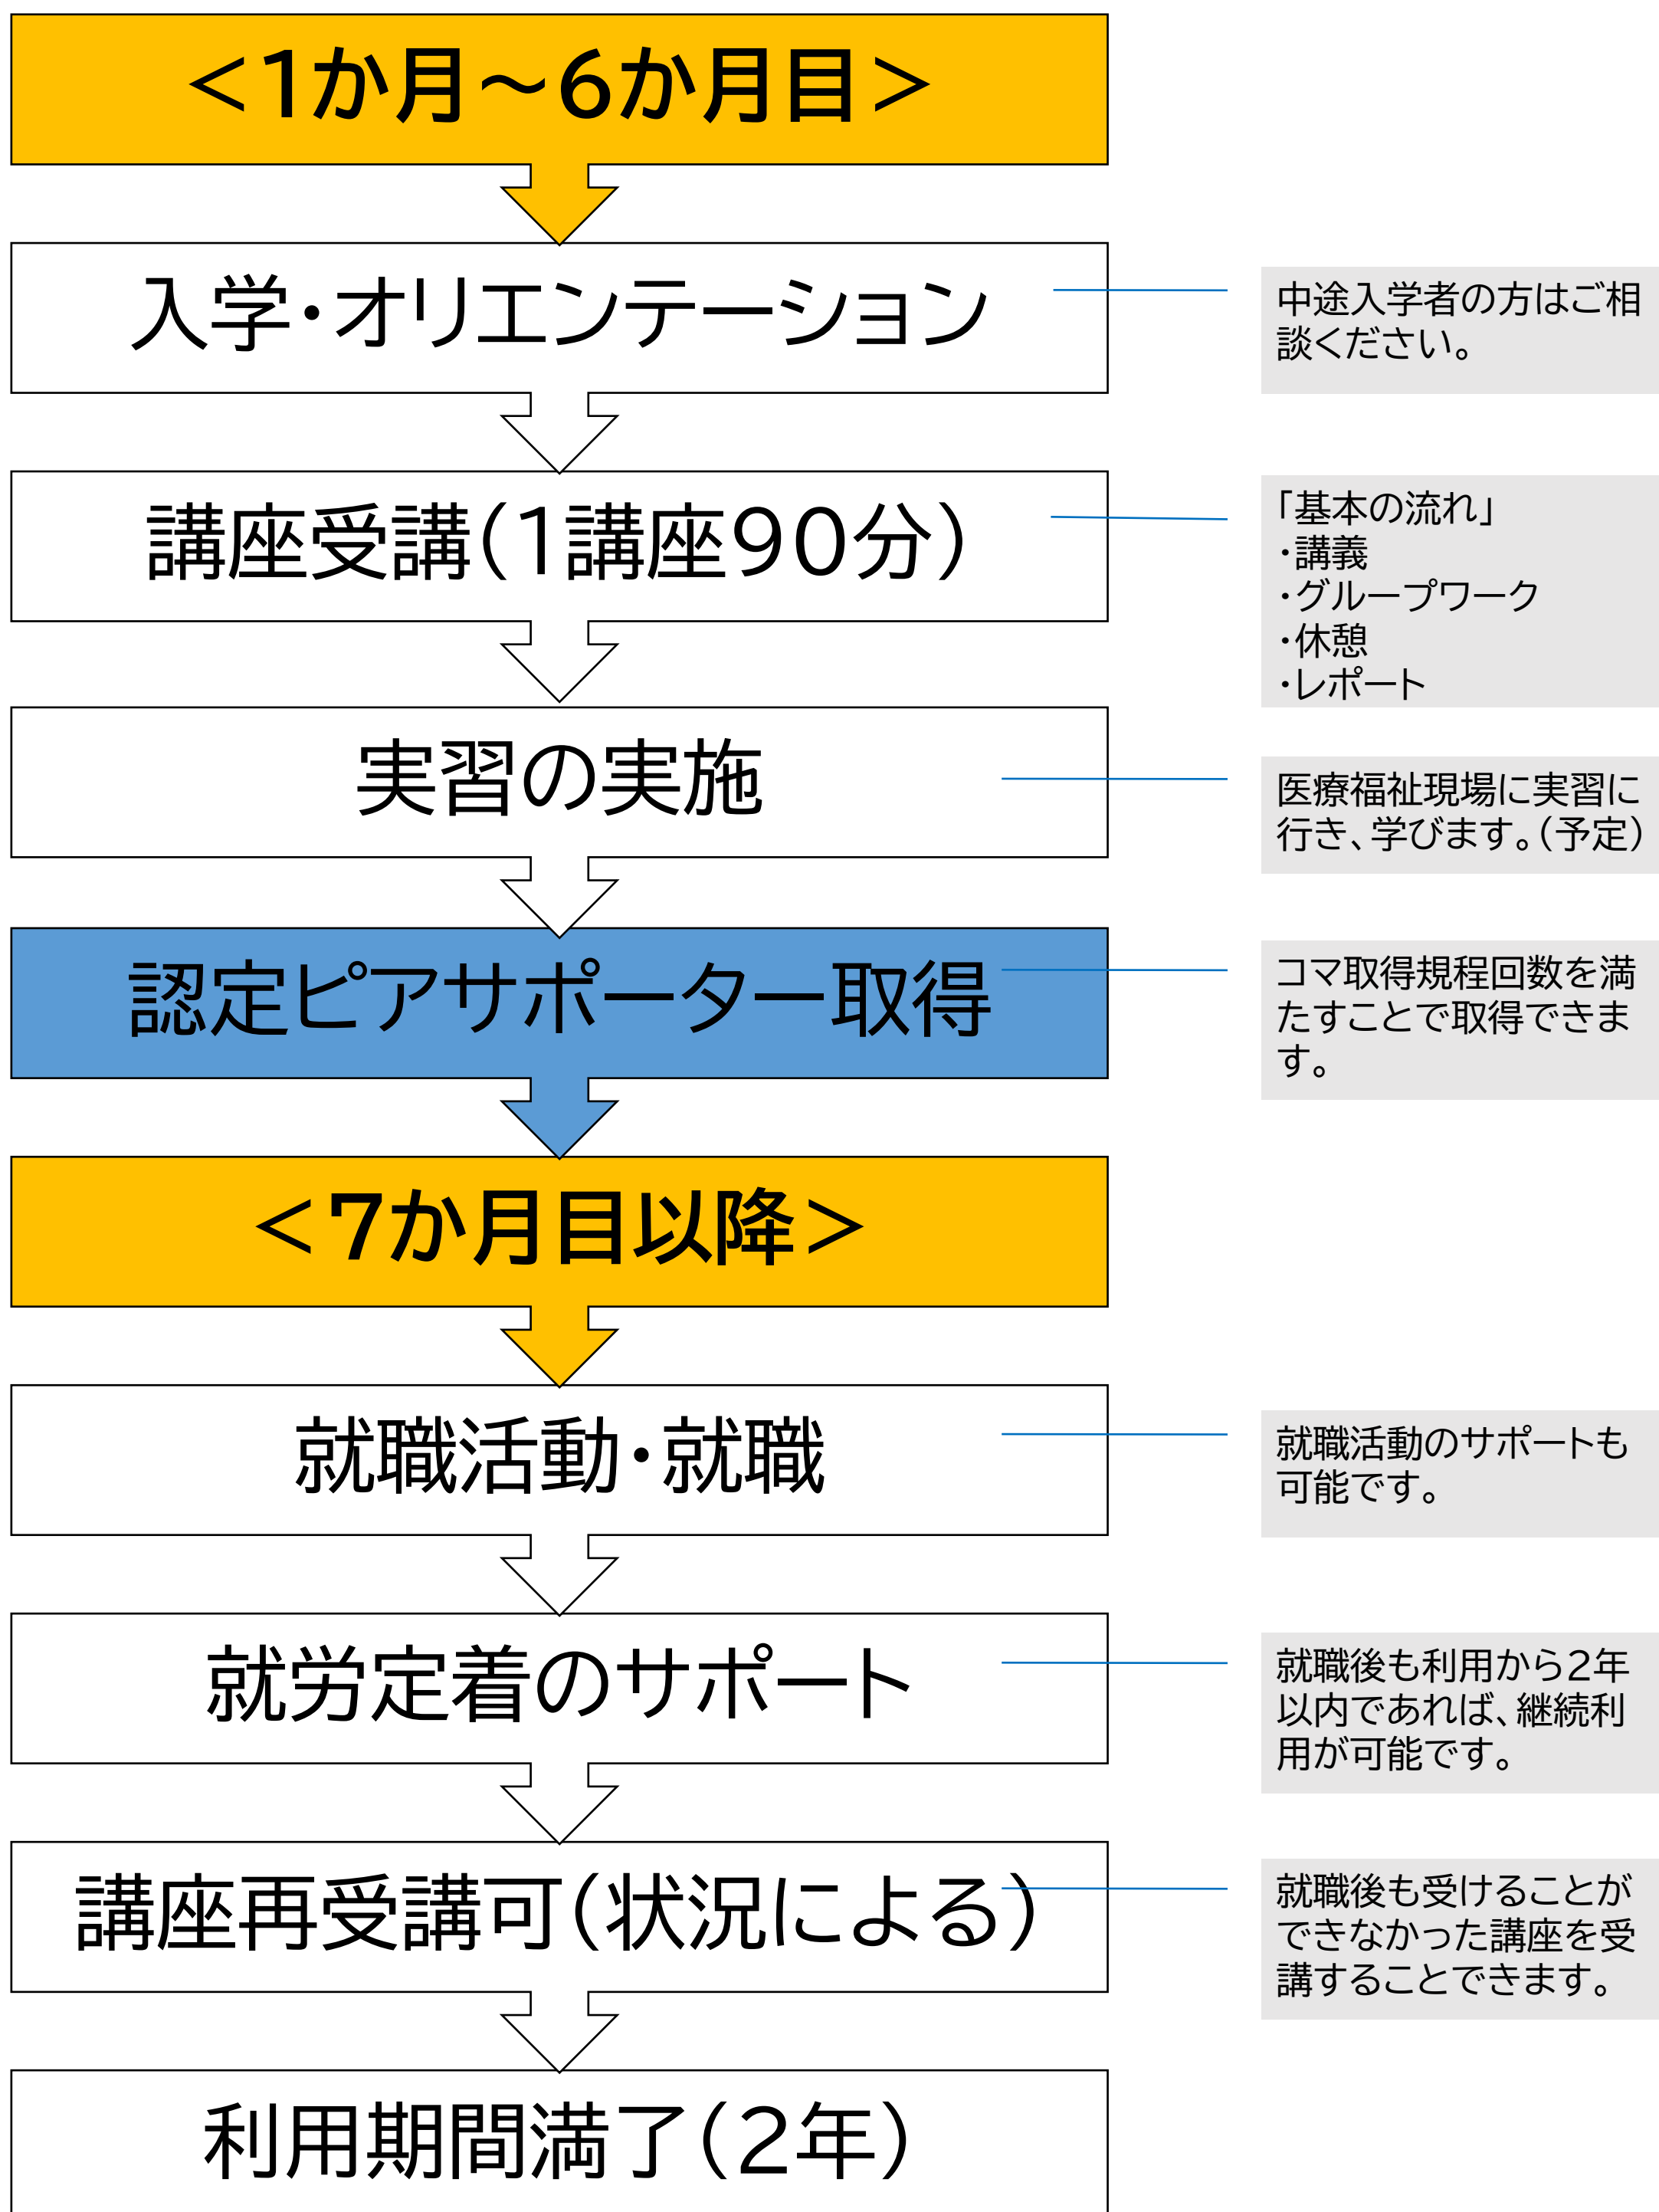 ＜1か月～6か月目＞
入学・オリエンテーション
中途入学者の方はご相
談ください。
講座受講（1講座90分）
「基本の流れ」
・講義
・グループワーク
・休憩
・レポート
実習の実施
医療福祉現場に実習に
行き、学びます。（予定）
認定ピアサポーター取得
コマ取得規程回数を満
たすことで取得できま
す。
＜7か月目以降＞
就職活動・就職
就職活動のサポートも
可能です。
就労定着のサポート
就職後も利用から2年
以内であれば、継続利
用が可能です。
講座再受講可（状況による）
就職後も受けることが
できなかった講座を受
講することできます。
利用期間満了（2年）